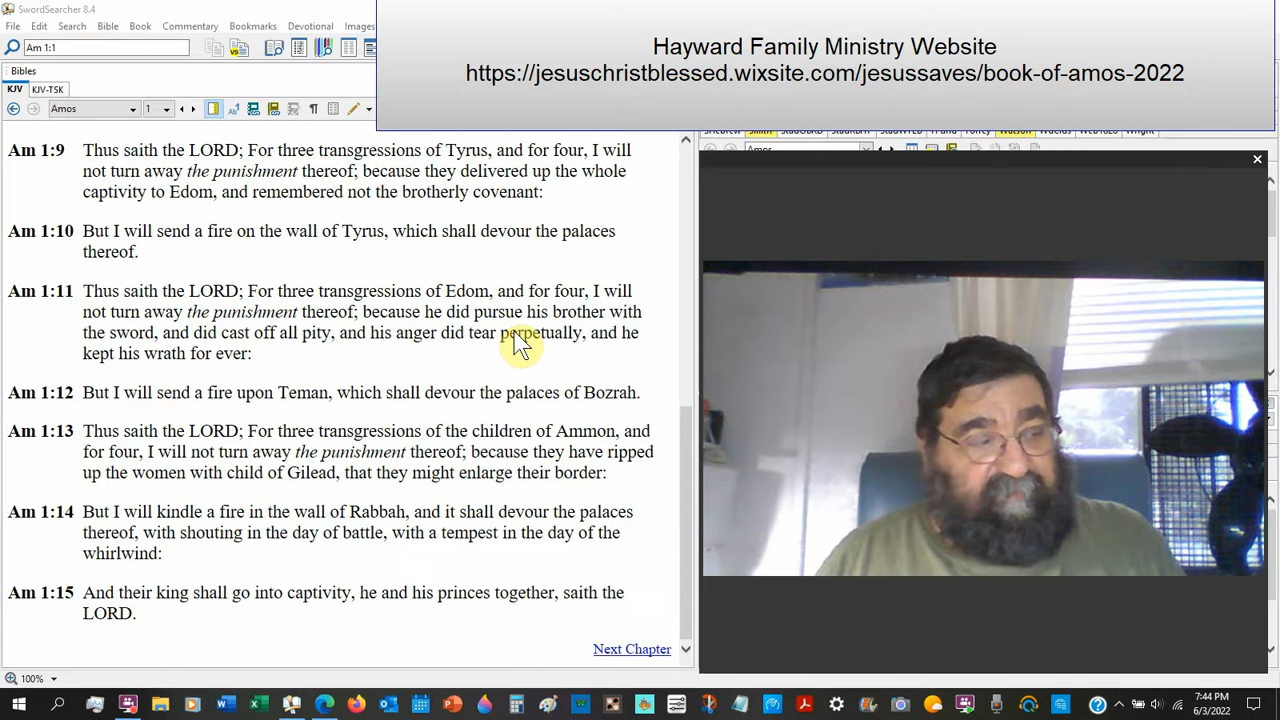 SwordSearcher 8.4
File Edit Search Bible Book Commentary Bookmarks Devotional Images
Am 1:1
Hayward Family Ministry Website
https://jesuschristblessed.wixsite.com/jesussaves/book-of-amos-2022
Bibles
KJV KJV-TSK
Amos 1
Amos
Am 1:9 Thus saith the LORD; For three transgressions of Tyrus, and for four, I will
not turn away the punishment thereof; because they delivered up the whole
captivity to Edom, and remembered not the brotherly covenant:
Am 1:10 But I will send a fire on the wall of Tyrus, which shall devour the palaces
thereof.
Am 1:11 Thus saith the LORD; For three transgressions of Edom, and for four, I will
not turn away the punishment thereof; because he did pursue his brother with
the sword, and did cast off all pity, and his anger did tear perpetually, and he
kept his wrath for ever:
Am 1:12 But I will send a fire upon Teman, which shall devour the palaces of Bozrah.
Am 1:13 Thus saith the LORD; For three transgressions of the children of Ammon, and
for four, I will not turn away the punishment thereof; because they have ripped
up the women with child of Gilead, that they might enlarge their border:
Am 1:14 But I will kindle a fire in the wall of Rabbah, and it shall devour the palaces
thereof, with shouting in the day of battle, with a tempest in the day of the
whirlwind:
Am 1:15 And their king shall go into captivity, he and his princes together, saith the
LORD.
Next Chapter
100%
7:44 PM
6/3/2022